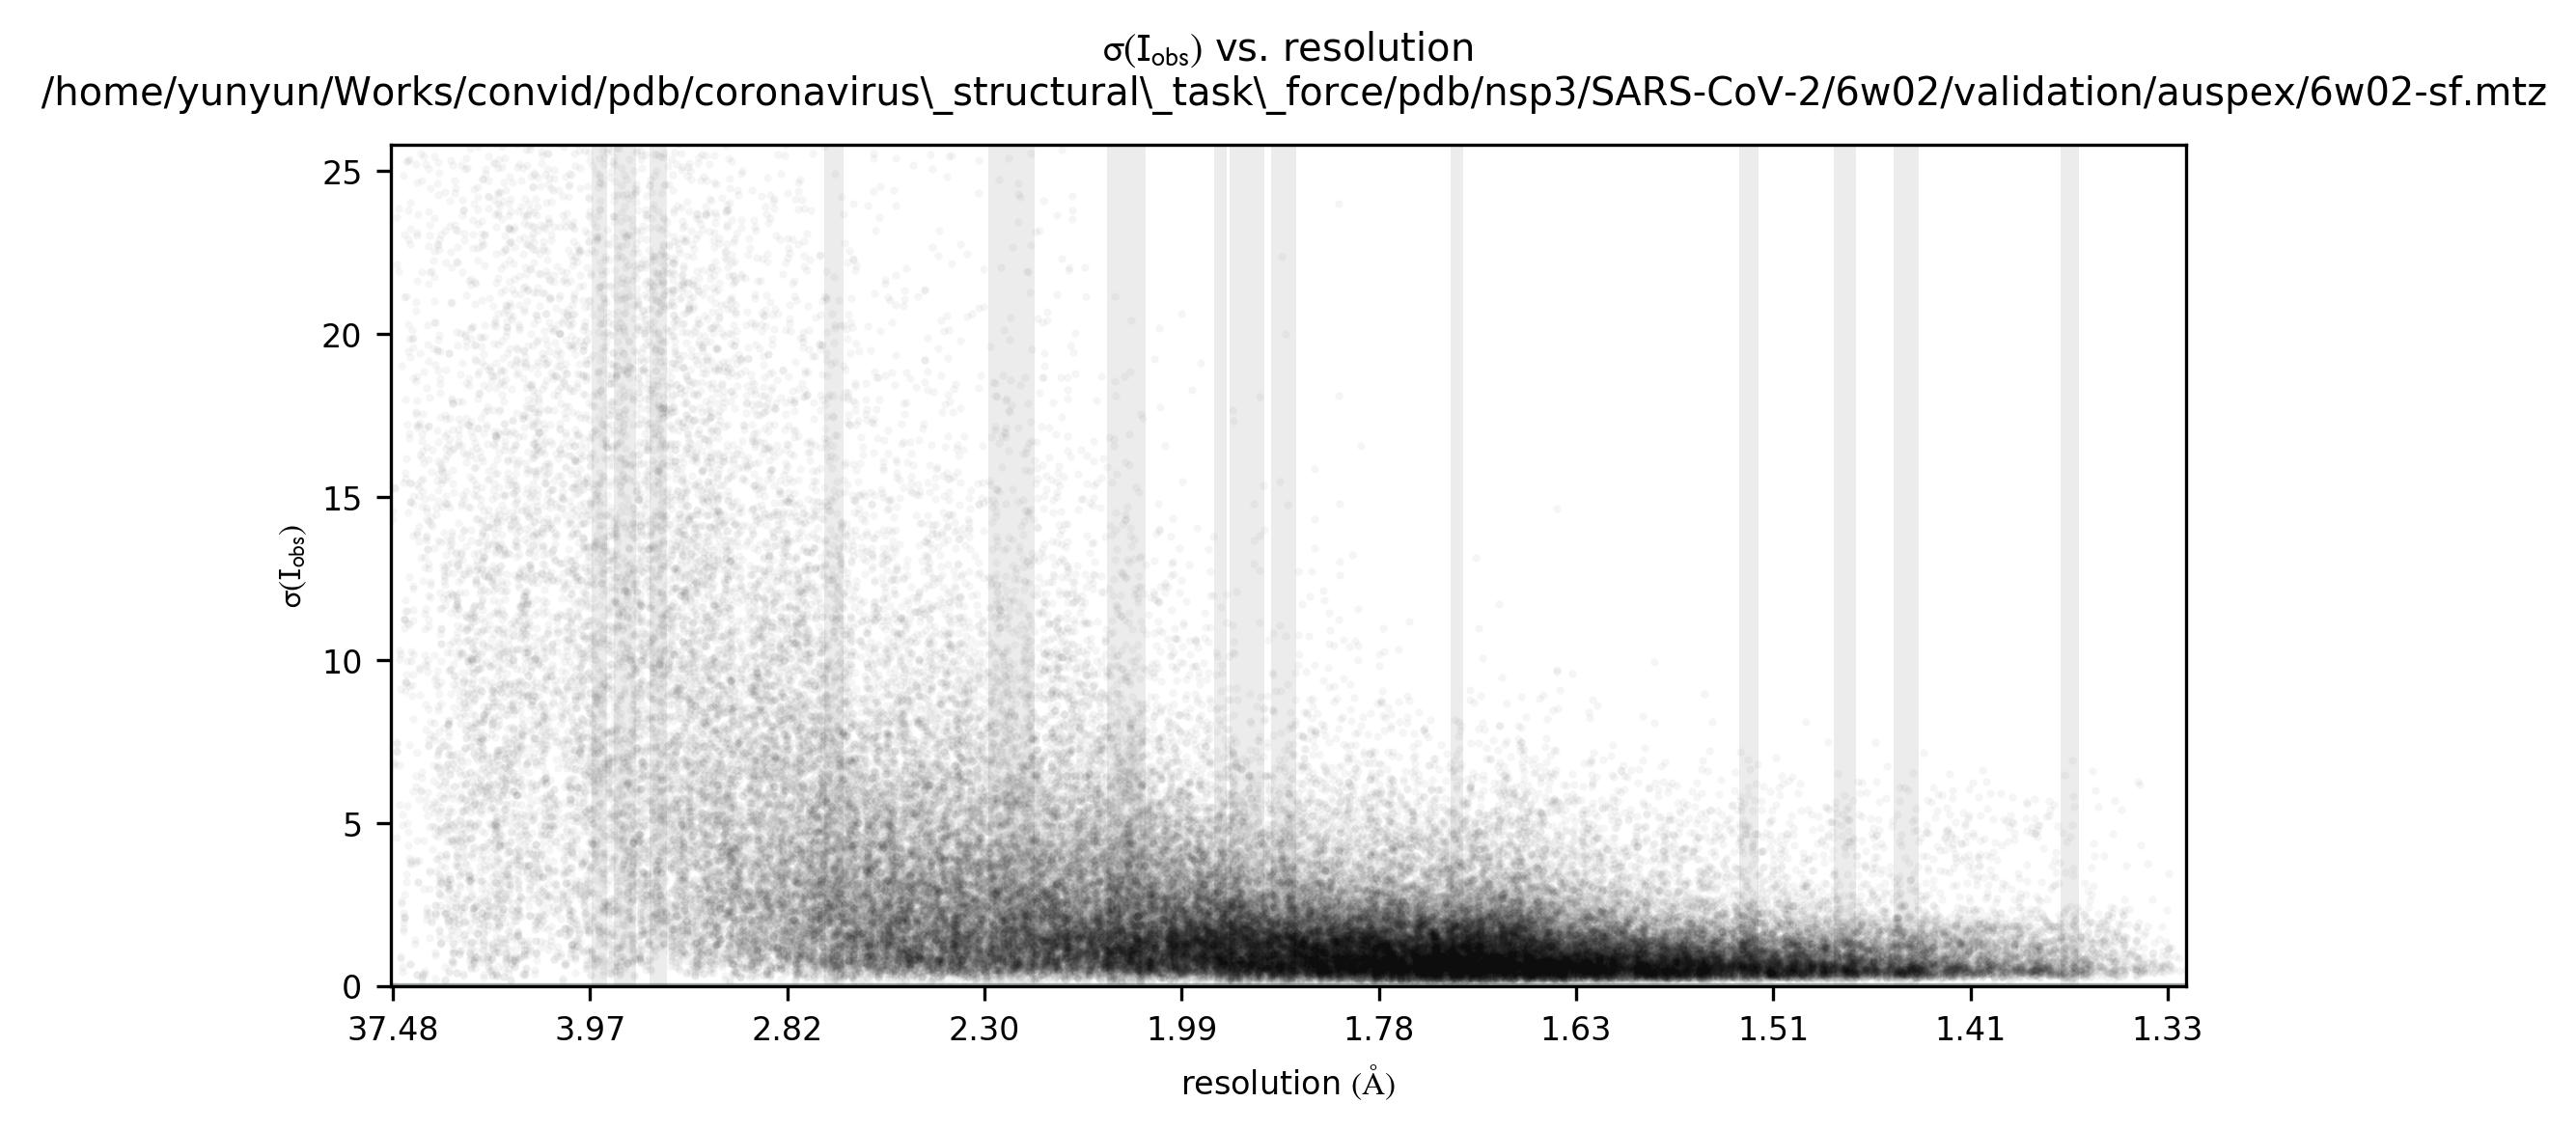 σ(I_obs) vs. resolution
/home/yunyun/Works/convid/pdb/coronavirus\_structural\_task\_force/pdb/nsp3/SARS-CoV-2/6w02/validation/auspex/6w02-sf.mtz
σ(I_obs)
25
20
15
10
5
0
37.48 3.97 2.82 2.30 1.99 1.78 1.63 1.51 1.41 1.33
resolution (Å)